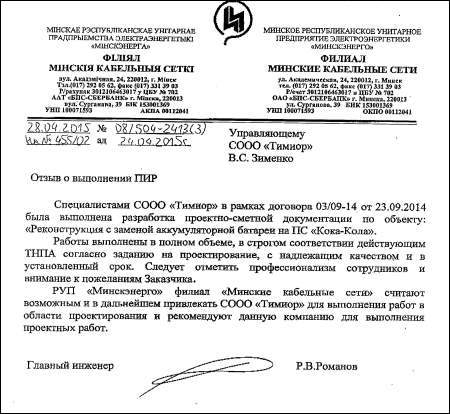 МІНСКАЕ РЭСПУБЛІКАНСКАЕ УНІТАРНАЕ
ПРАДПРЫЕМСТВА ЭЛЕКТРАЭНЕРГЕТЫКІ
«МІНСКЭНЕРГА»
ФІЛІЯЛ
МІНСКІЯ КАБЕЛЬНЫЯ СЕТКІ
вул. Акадэмічная, 24, 220012, г. Мінск
Тэл.(017) 292 05 62, факс (017) 331 39 03
Р/рахунак 3012106463017 у ЦБУ № 702
ААТ «БПС-СБЕРБАНК» г. Мінск, 220013
вул. Сурганава, 39 БІК 153001369
УНП 100071593 АКПА 00112041
МИНСКОЕ РЕСПУБЛИКАНСКОЕ УНИТАРНОЕ
ПРЕДПРИЯТИЕ ЭЛЕКТРОЭНЕРГЕТИКИ
«МИНСКЭНЕРГО»
ФИЛИАЛ
МИНСКИЕ КАБЕЛЬНЫЕ СЕТИ
ул. Академическая, 24, 220012, г. Минск
Тел. (017) 292 05 62, факс (017) 331 39 03
Р/счет 3012106463017 в ЦБУ № 702
ОАО «БПС-СБЕРБАНК» г. Минск, 220013
ул. Сурганова, 39 БИК 153001369
УНП 100071593 ОКПО 00112041
28.04.2015 № 08/504-2413(3)
на № 455/02 ад 24.04.2015г
Управляющему
СООО «Тимиор»
В.С. Зименко
Отзыв о выполнении ПИР
Специалистами СООО «Тимиор» в рамках договора 03/09-14 от 23.09.2014
была выполнена разработка проектно-сметной документации по объекту:
«Реконструкция с заменой аккумуляторной батареи на ПС «Кока-Кола».
Работы выполнены в полном объеме, в строгом соответствии действующим
ТНПА согласно заданию на проектирование, с надлежащим качеством и в
установленный срок. Следует отметить профессионализм сотрудников и
внимание к пожеланиям Заказчика.
РУП «Минскэнерго» филиал «Минские кабельные сети» считают
возможным и в дальнейшем привлекать СООО «Тимиор» для выполнения работ в
области проектирования и рекомендуют данную компанию для выполнения
проектных работ.
Главный инженер Р.В.Романов